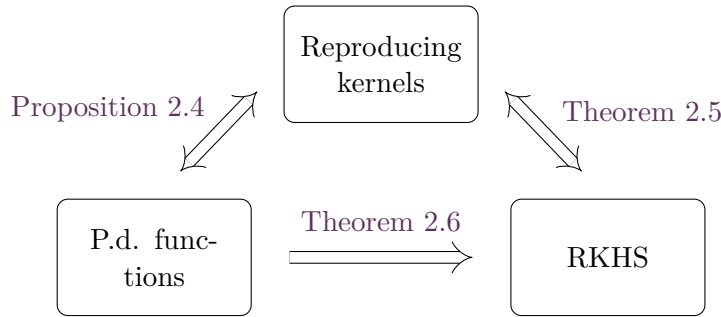 Reproducing
kernels
Proposition 2.4
Theorem 2.5
P.d. func-
tions
Theorem 2.6
RKHS